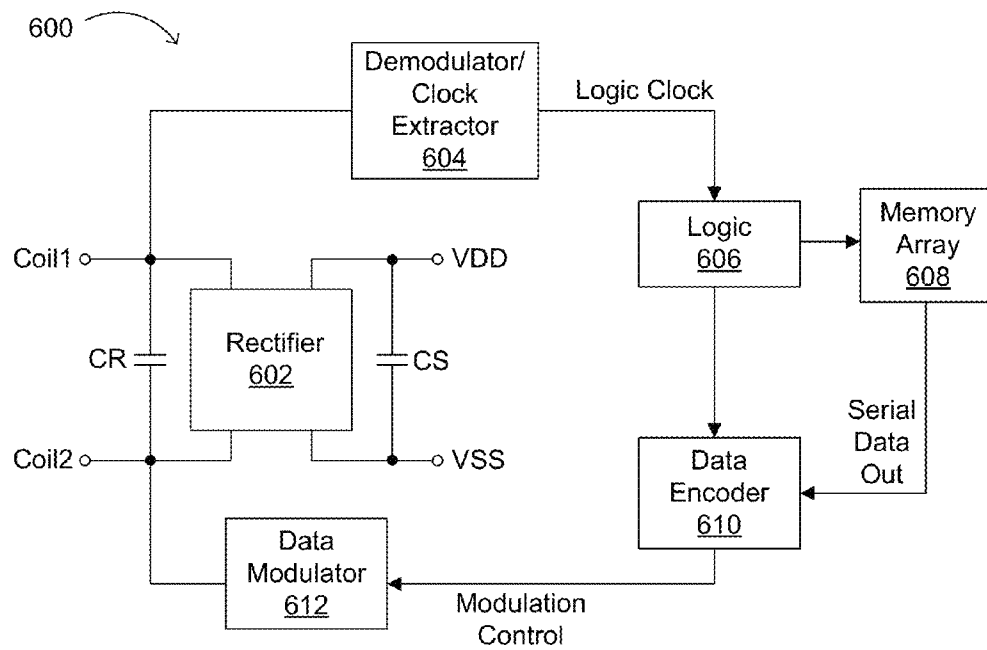 600
Demodulator/
Clock
Extractor
604
Logic Clock
Logic
606
Memory
Array
608
Coil1
VDD
CR
Rectifier
602
CS
Coil2
VSS
Serial
Data
Out
Data
Encoder
610
Data
Modulator
612
Modulation
Control